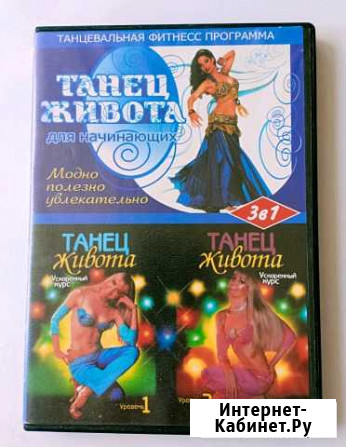 ТАНЦЕВАЛЬНАЯ ФИТНЕСС ПРОГРАММА
ТАНЕЦ
ЖИВОТА
для начинающих
Модно
полезно
увлекательно
3в1
ТАНЕЦ
живота
Ускоренный
курс
Уровень 1
ТАНЕЦ
живота
Ускоренный
курс
Интернет-
Кабинет.Ру